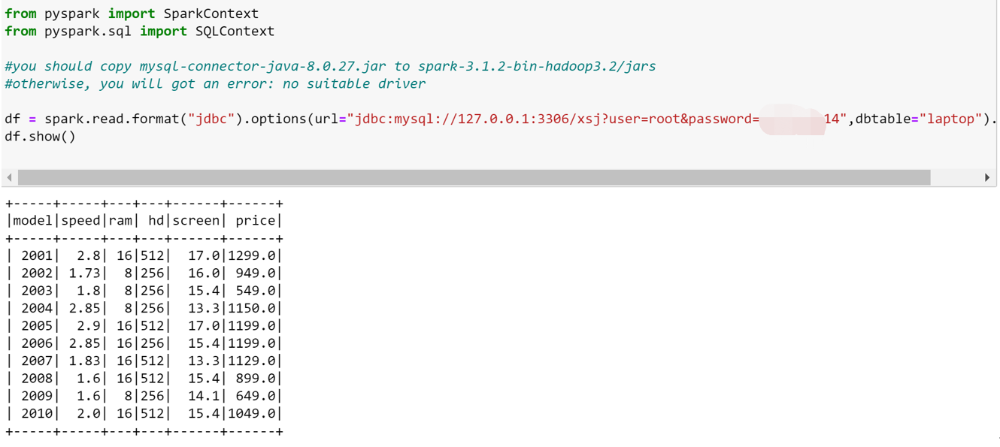 from pyspark import SparkContext
from pyspark.sql import SQLContext
#you should copy mysql-connector-java-8.0.27.jar to spark-3.1.2-bin-hadoop3.2/jars
#otherwise, you will got an error: no suitable driver
df = spark.read.format("jdbc").options(url="jdbc:mysql://127.0.0.1:3306/xsj?user=root&password= 14",dbtable="laptop").
df.show()
+-----+-----+---+---+------+------+
|model|speed|ram| hd|screen| price|
+-----+-----+---+---+------+------+
| 2001|  2.8| 16|512|  17.0|1299.0|
| 2002| 1.73|  8|256|  16.0| 949.0|
| 2003|  1.8|  8|256|  15.4| 549.0|
| 2004| 2.85|  8|256|  13.3|1150.0|
| 2005|  2.9| 16|512|  17.0|1199.0|
| 2006| 2.85| 16|256|  15.4|1199.0|
| 2007| 1.83| 16|512|  13.3|1129.0|
| 2008|  1.6| 16|512|  15.4| 899.0|
| 2009|  1.6|  8|256|  14.1| 649.0|
| 2010|  2.0| 16|512|  15.4|1049.0|
+-----+-----+---+---+------+------+